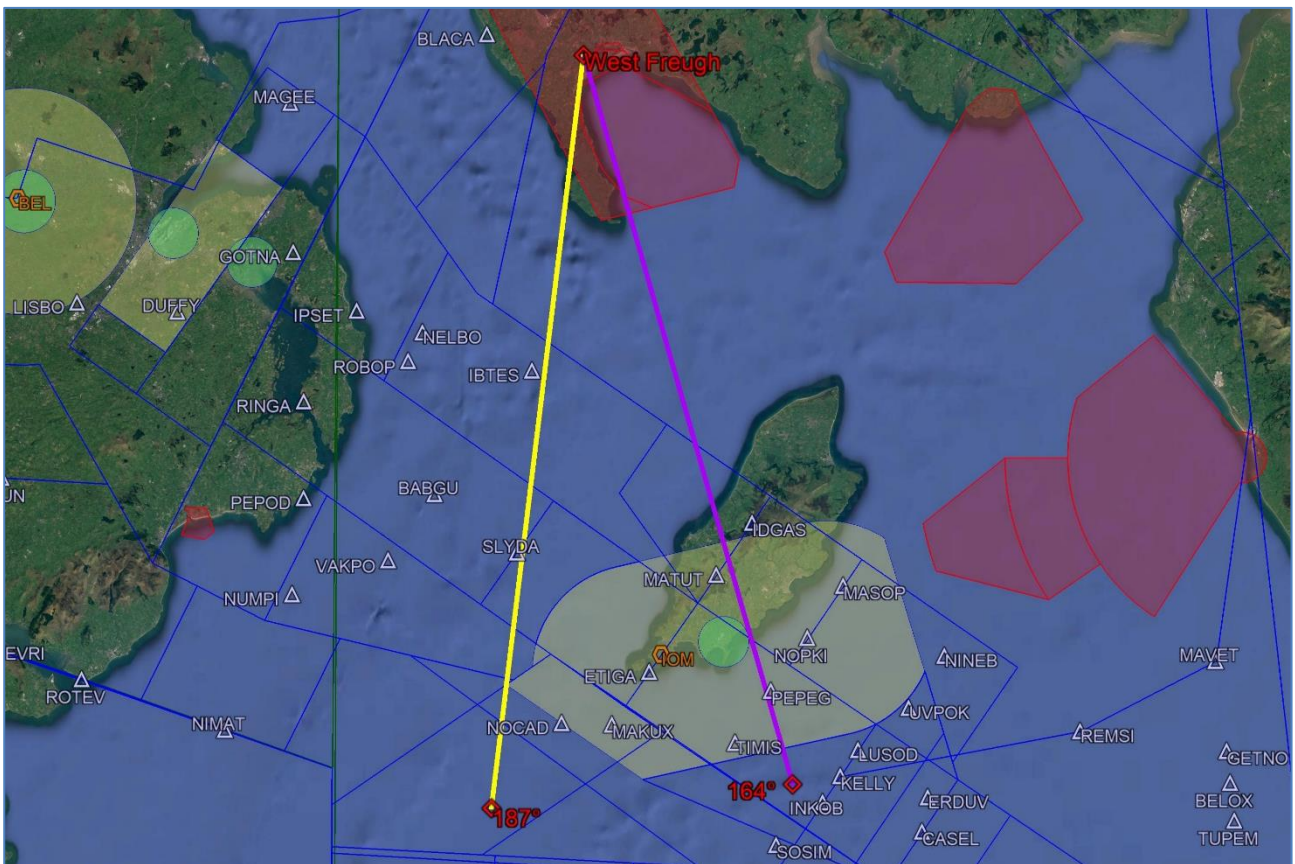 BLACA
West Freugh
MAGEE
BEL
GOTNA
LISBO
DUFFY
IPSET
NELBO
ROBOP
IBTES
RINGA
UN
PEPOD
BABGU
IDGAS
SLYDA
VAKPO
MATUT
MASOP
NUMPI
EVRI
IOM
NOPKI
NINEB
MAVET
ROTEV
ETIGA
PEPEG
UVPOK
NIMAT
NOCAD
MAKUX
TIMIS
LUSOD
REMSI
GETNO
KELLY
164°
187°
INKOB
ERDUV
BELOX
CASEL
TUPEM
SOSIM